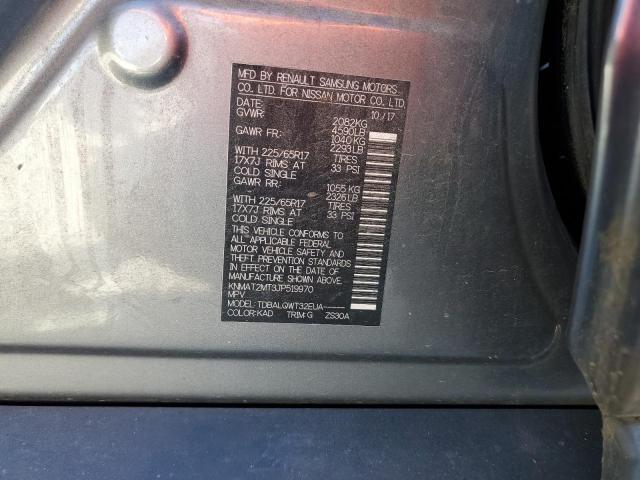 MFD BY RENAULT SAMSUNG MOTORS
CO. LTD. FOR NISSAN MOTOR CO., LTD.
DATE: 10/17
GVWR: 2082KG
4590LB
GAWR FR: 1040KG
2293LB
WITH 225/65R17 TIRES
17X7J RIMS AT 33 PSI
COLD SINGLE
GAWR RR: 1055 KG
2326LB
WITH 225/65R17 TIRES
17X7J RIMS AT 33 PSI
COLD SINGLE
THIS VEHICLE CONFORMS TO
ALL APPLICABLE FEDERAL
MOTOR VEHICLE SAFETY AND
THEFT PREVENTION STANDARDS
IN EFFECT ON THE DATE OF
MANUFACTURE SHOWN ABOVE.
KNMAT2MT3JP519970
MPV
MODEL: TDBALQWT32EUA-----
COLOR:KAD TRIM:G ZS30A